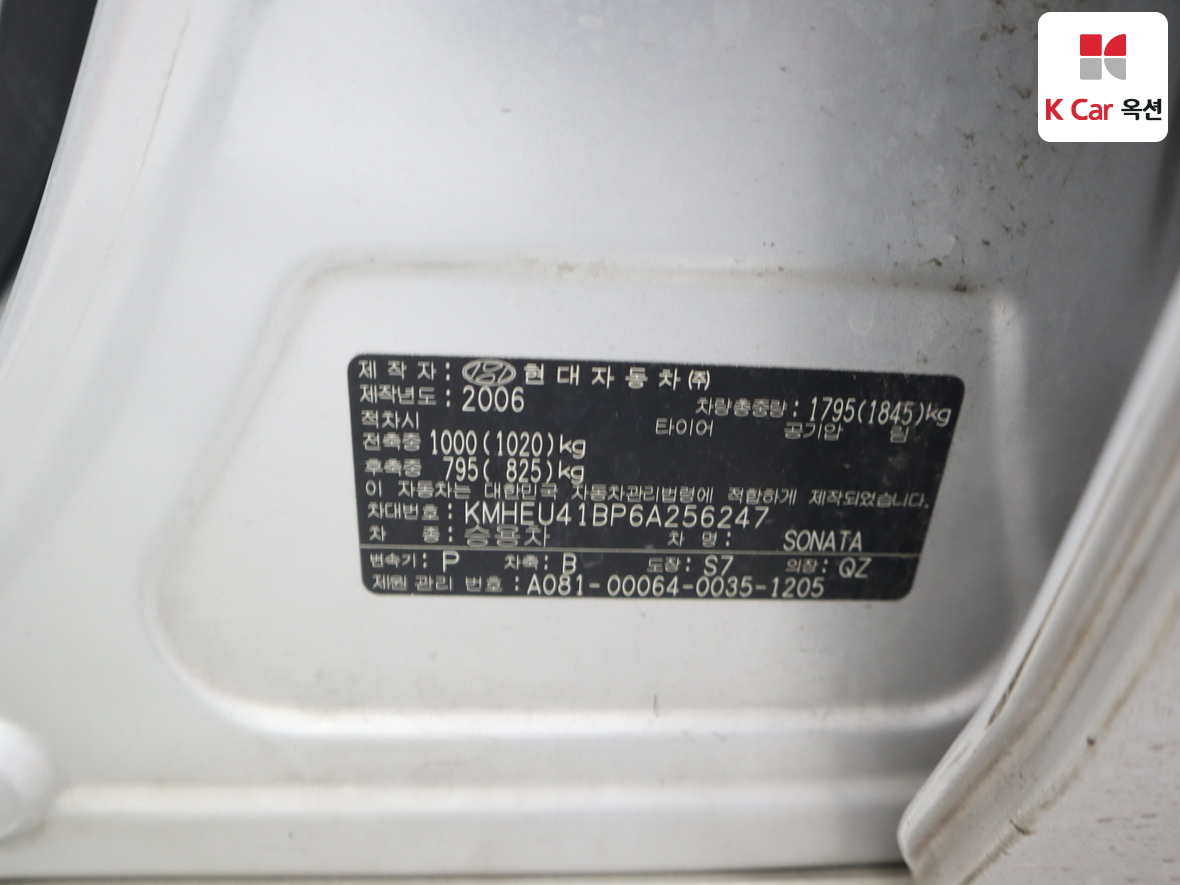 K Car 옥션
제 작 자 : 현 대 자 동 차 (주)
제작년도 : 2006 차량총중량 : 1795(1845)kg
적차시 타이어 공기압 림
전축중 1000(1020)kg
후축중 795( 825)kg
이 자동차는 대한민국 자동차관리법령에 적합하게 제작되었습니다.
차대번호 : KMHEU41BP6A256247
차 종 : 승용차 차 명 : SONATA
변속기 : P 차축 : B 도장 : S7 의장 : QZ
제원 관리 번호 : A081-00064-0035-1205